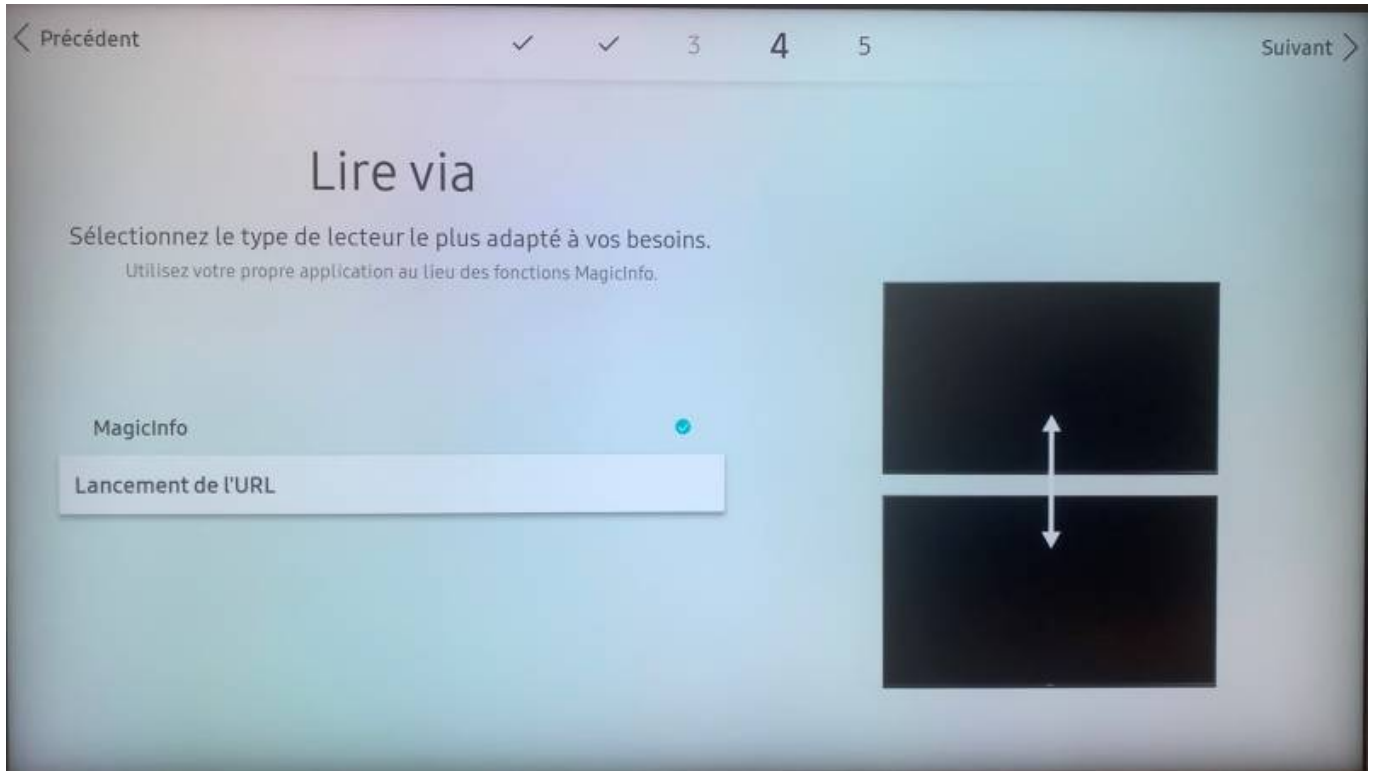 Précédent
3
4
5
Suivant
Lire via
Sélectionnez le type de lecteur le plus adapté à vos besoins.
Utilisez votre propre application au lieu des fonctions MagicInfo.
MagicInfo
Lancement de l'URL